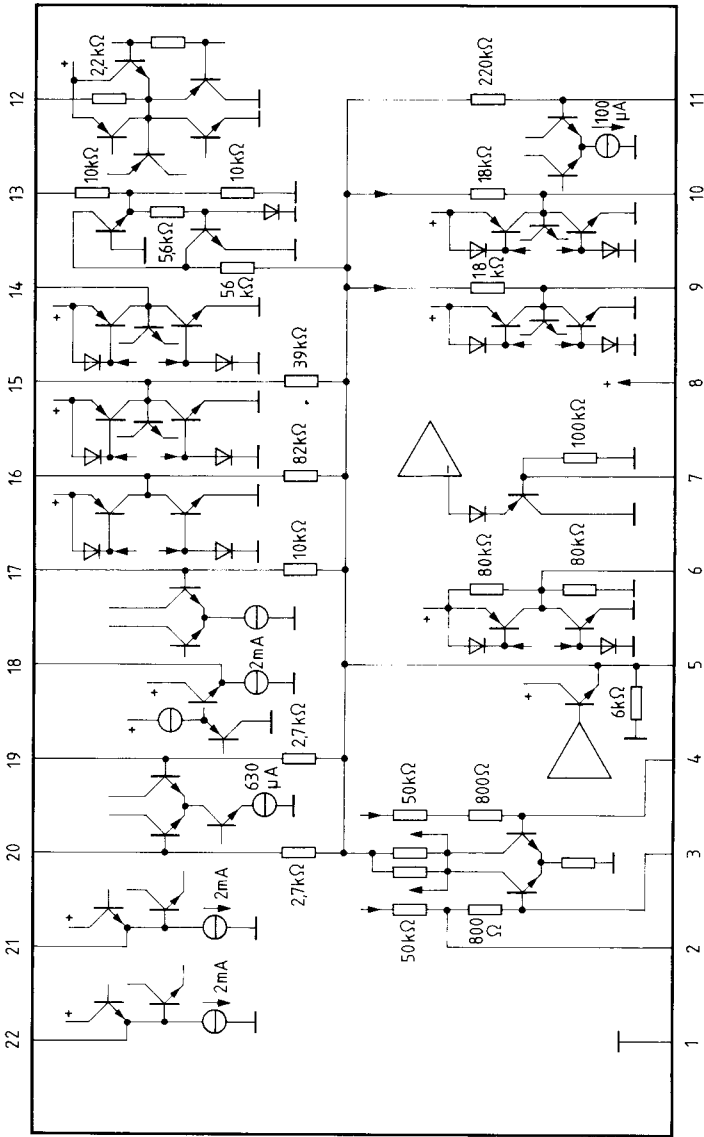 22 21 20 19 18 17 16 15 14 13 12
+
2mA
+
2mA
630
µA
+
+
2mA
+
+
+
10kΩ
5,6kΩ
10kΩ
+
2,2kΩ
56
kΩ
2,7kΩ
2,7kΩ
10kΩ
82kΩ
39kΩ
50kΩ
800
Ω
50kΩ
800Ω
+
6kΩ
+
80kΩ
80kΩ
100kΩ
+
+
18
kΩ
+
18kΩ
220kΩ
100
µA
1 2 3 4 5 6 7 8 9 10 11